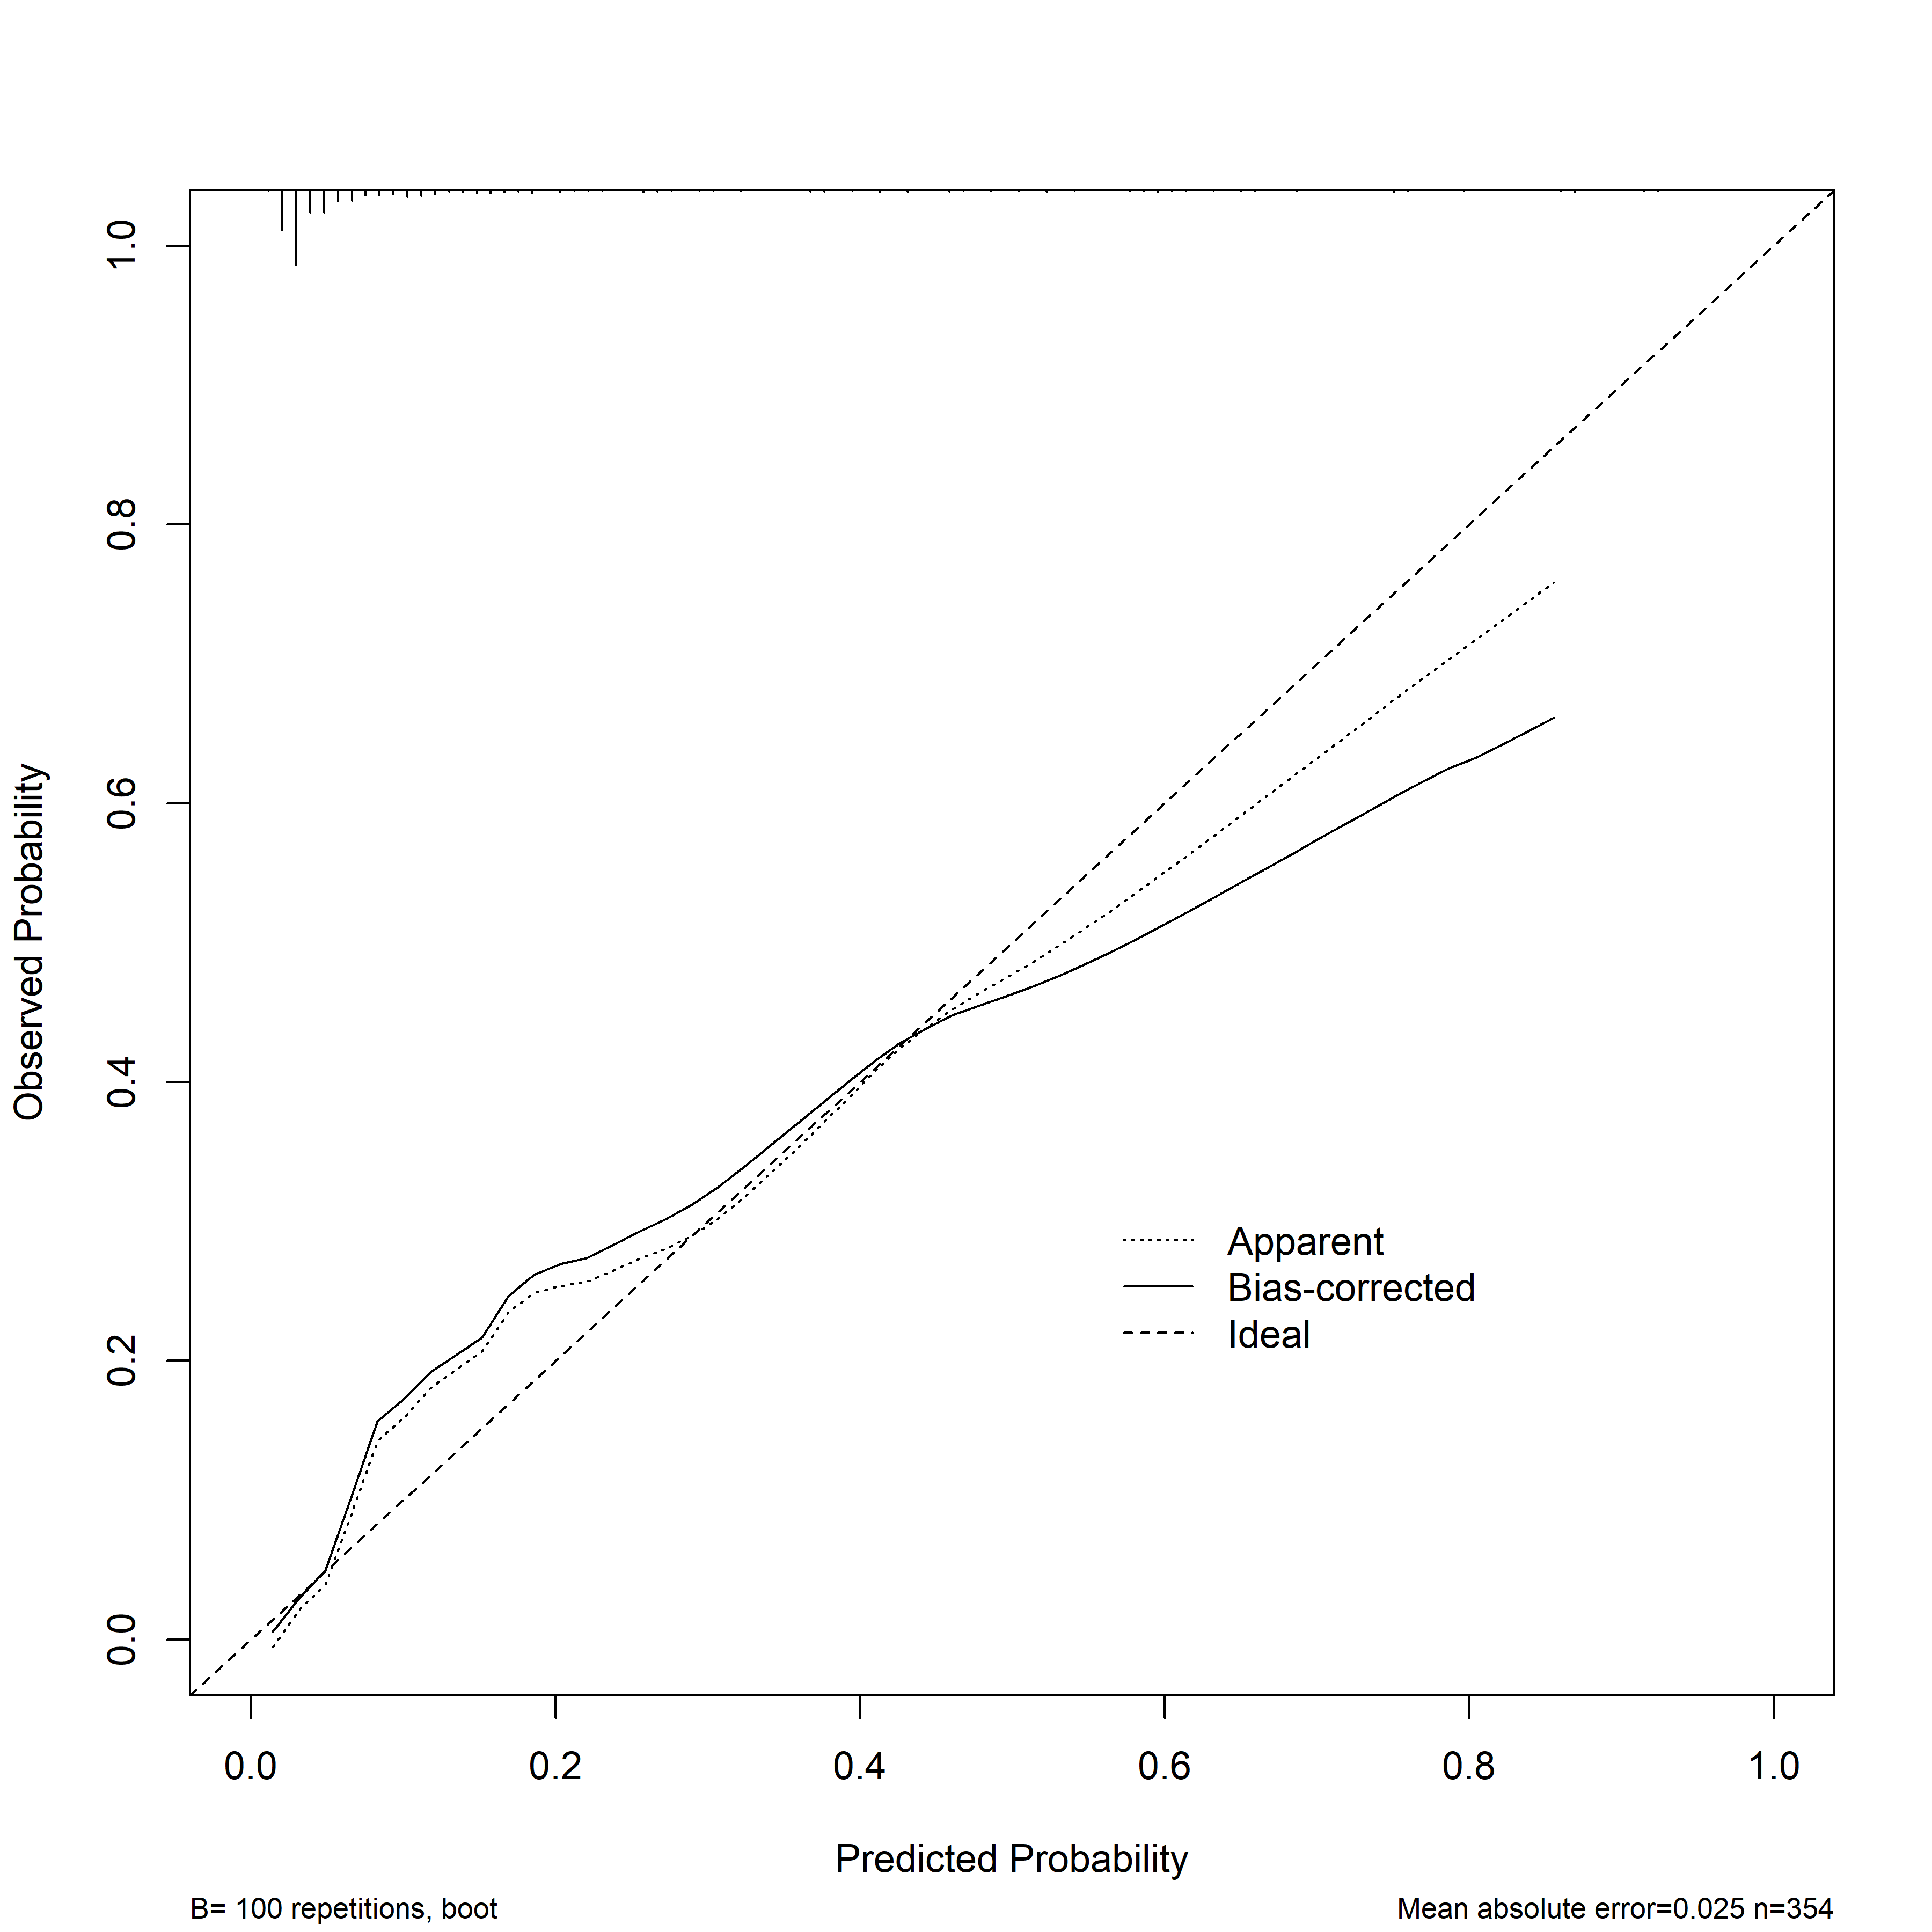 1.0
0.8
0.6
0.4
0.2
0.0
Observed Probability
Apparent
Bias-corrected
Ideal
0.0 0.2 0.4 0.6 0.8 1.0
Predicted Probability
B= 100 repetitions, boot
Mean absolute error=0.025 n=354